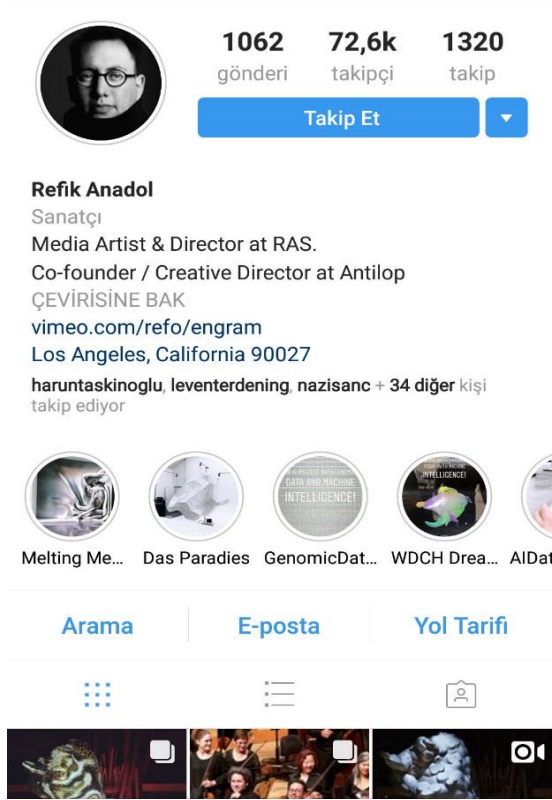 1062 72,6k 1320
gönderi takipçi takip
Takip Et
Refik Anadol
Sanatçı
Media Artist & Director at RAS.
Co-founder / Creative Director at Antilop
ÇEVİRİSİNE BAK
vimeo.com/refo/engram
Los Angeles, California 90027
haruntaskinoglu, leventerdening, nazisanc + 34 diğer kişi
takip ediyor
DATA AND MACHINE
INTELLIGENCE!
INTELLIGENCE!
Melting Me... Das Paradies GenomicDat... WDCH Drea... AIDat
Arama E-posta Yol Tarifi